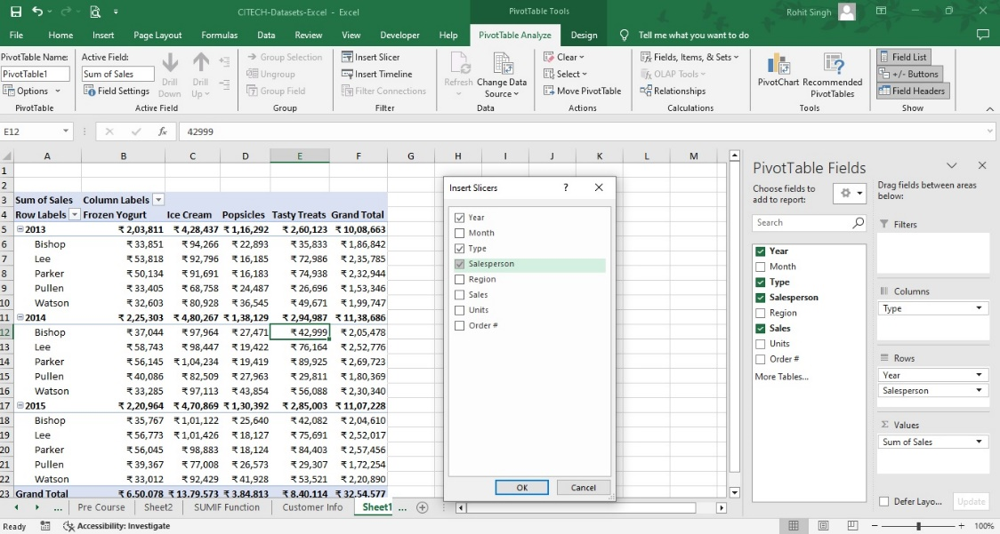 CITECH-Datasets-Excel - Excel
PivotTable Tools
Rohit Singh
File Home Insert Page Layout Formulas Data Review View Developer Help PivotTable Analyze Design Tell me what you want to do
PivotTable Name:
PivotTable1
Options
PivotTable
Active Field:
Sum of Sales
Field Settings
Drill Down
Drill Up
Active Field
Group Selection
Ungroup
Group Field
Group
Insert Slicer
Insert Timeline
Filter Connections
Filter
Refresh
Change Data Source
Data
Clear
Select
Move PivotTable
Actions
Fields, Items, & Sets
OLAP Tools
Relationships
Calculations
PivotChart
Recommended PivotTables
Tools
Field List
+/- Buttons
Field Headers
Show
E12 fx 42999
A B C D E F G H I J K L M
1
2
3 Sum of Sales Column Labels
4 Row Labels Frozen Yogurt Ice Cream Popsicles Tasty Treats Grand Total
5 2013 ₹ 2,03,811 ₹ 4,28,437 ₹ 1,16,292 ₹ 2,60,123 ₹ 10,08,663
6 Bishop ₹ 33,851 ₹ 94,266 ₹ 22,893 ₹ 35,833 ₹ 1,86,842
7 Lee ₹ 53,818 ₹ 92,796 ₹ 16,185 ₹ 72,986 ₹ 2,35,785
8 Parker ₹ 50,134 ₹ 91,691 ₹ 16,183 ₹ 74,938 ₹ 2,32,944
9 Pullen ₹ 33,405 ₹ 68,758 ₹ 24,487 ₹ 26,696 ₹ 1,53,346
10 Watson ₹ 32,603 ₹ 80,928 ₹ 36,545 ₹ 49,671 ₹ 1,99,747
11 2014 ₹ 2,25,303 ₹ 4,80,267 ₹ 1,38,129 ₹ 2,94,987 ₹ 11,38,686
12 Bishop ₹ 37,044 ₹ 97,964 ₹ 27,471 ₹ 42,999 ₹ 2,05,478
13 Lee ₹ 58,743 ₹ 98,447 ₹ 19,422 ₹ 76,164 ₹ 2,52,776
14 Parker ₹ 56,145 ₹ 1,04,234 ₹ 19,419 ₹ 89,925 ₹ 2,69,723
15 Pullen ₹ 40,086 ₹ 82,509 ₹ 27,963 ₹ 29,811 ₹ 1,80,369
16 Watson ₹ 33,285 ₹ 97,113 ₹ 43,854 ₹ 56,088 ₹ 2,30,340
17 2015 ₹ 2,20,964 ₹ 4,70,869 ₹ 1,30,392 ₹ 2,85,003 ₹ 11,07,228
18 Bishop ₹ 35,767 ₹ 1,01,122 ₹ 25,640 ₹ 42,082 ₹ 2,04,610
19 Lee ₹ 56,773 ₹ 1,01,426 ₹ 18,127 ₹ 75,691 ₹ 2,52,017
20 Parker ₹ 56,045 ₹ 98,883 ₹ 18,124 ₹ 84,403 ₹ 2,57,456
21 Pullen ₹ 39,367 ₹ 77,008 ₹ 26,573 ₹ 29,307 ₹ 1,72,254
22 Watson ₹ 33,012 ₹ 92,429 ₹ 41,928 ₹ 53,521 ₹ 2,20,890
23 Grand Total ₹ 6,50,078 ₹ 13,79,573 ₹ 3,84,813 ₹ 8,40,114 ₹ 32,54,577
Insert Slicers ?
Year
Month
Type
Salesperson
Region
Sales
Units
Order #
OK Cancel
PivotTable Fields
Choose fields to add to report:
Search
Year
Month
Type
Salesperson
Region
Sales
Units
Order #
More Tables...
Drag fields between areas below:
Filters
Columns
Type
Rows
Year
Salesperson
Σ Values
Sum of Sales
Defer Layo... Update
... Pre Course Sheet2 SUMIF Function Customer Info Sheet1 ...
Ready Accessibility: Investigate 100%